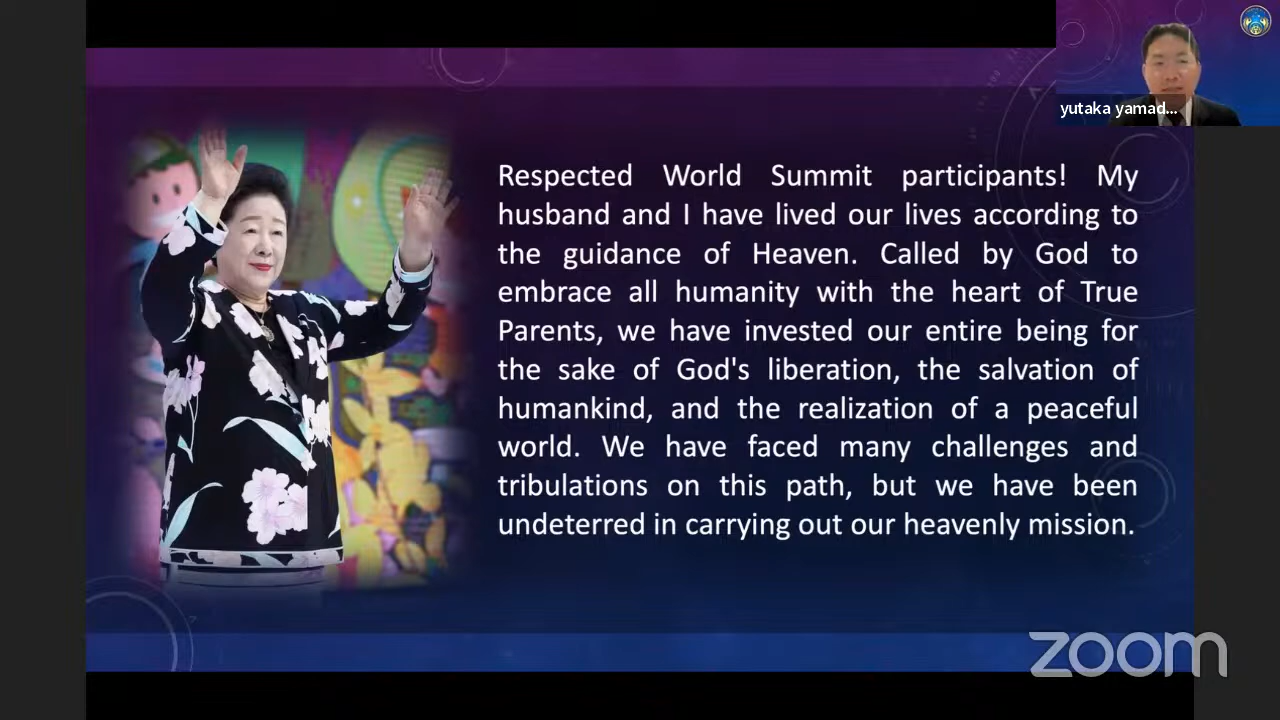 yutaka yamad...
Respected World Summit participants! My
husband and I have lived our lives according to
the guidance of Heaven. Called by God to
embrace all humanity with the heart of True
Parents, we have invested our entire being for
the sake of God's liberation, the salvation of
humankind, and the realization of a peaceful
world. We have faced many challenges and
tribulations on this path, but we have been
undeterred in carrying out our heavenly mission.
zoom